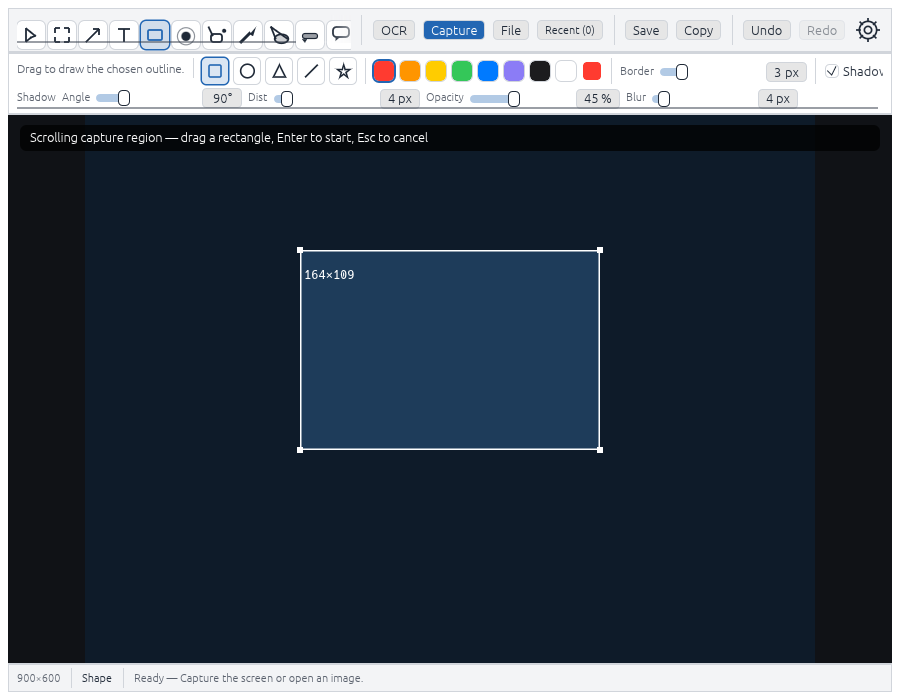 T OCR Capture File Recent (0) Save Copy Undo Redo
Drag to draw the chosen outline. Border 3 px
Shadow Angle 90° Dist 4 px Opacity 45 % Blur 4 px
Scrolling capture region — drag a rectangle, Enter to start, Esc to cancel
164×109
900×600 Shape Ready — Capture the screen or open an image.